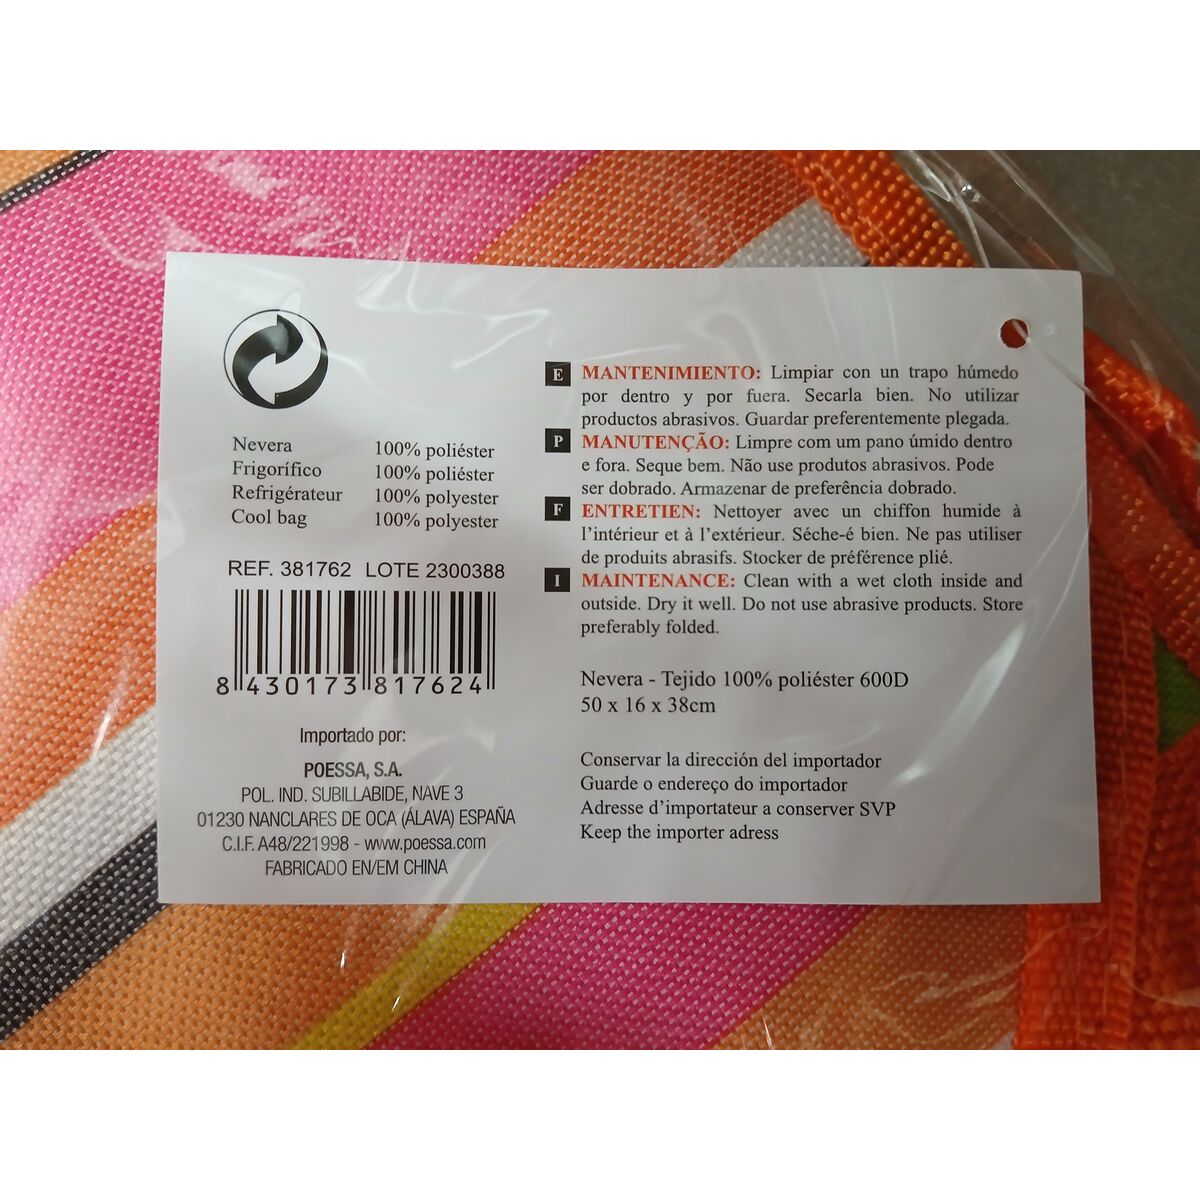 Nevera 100% poliéster
Frigorífico 100% poliéster
Refrigérateur 100% polyester
Cool bag 100% polyester
REF. 381762 LOTE 2300388
8 430173 817624
Importado por:
POESSA, S.A.
POL. IND. SUBILLABIDE, NAVE 3
01230 NANCLARES DE OCA (ÁLAVA) ESPAÑA
C.I.F. A48/221998 - www.poessa.com
FABRICADO EN/EM CHINA
E MANTENIMIENTO: Limpiar con un trapo húmedo
por dentro y por fuera. Secarla bien. No utilizar
productos abrasivos. Guardar preferentemente plegada.
P MANUTENÇÃO: Limpre com um pano úmido dentro
e fora. Seque bem. Não use produtos abrasivos. Pode
ser dobrado. Armazenar de preferência dobrado.
F ENTRETIEN: Nettoyer avec un chiffon humide à
l’intérieur et à l’extérieur. Séche-é bien. Ne pas utiliser
de produits abrasifs. Stocker de préférence plié.
I MAINTENANCE: Clean with a wet cloth inside and
outside. Dry it well. Do not use abrasive products. Store
preferably folded.
Nevera - Tejido 100% poliéster 600D
50 x 16 x 38cm
Conservar la dirección del importador
Guarde o endereço do importador
Adresse d’importateur a conserver SVP
Keep the importer adress